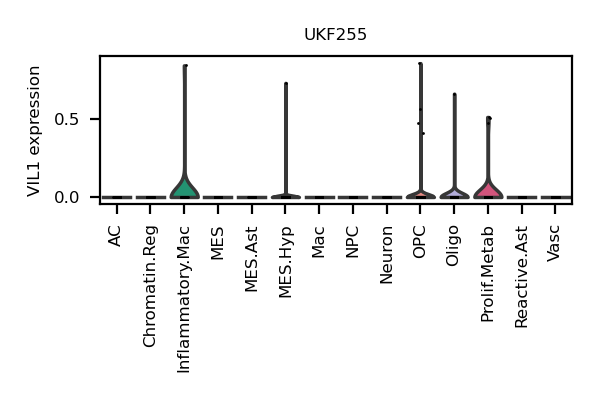 UKF255
VIL1 expression
0.5
0.0
AC
Chromatin.Reg
Inflammatory.Mac
MES
MES.Ast
MES.Hyp
Mac
NPC
Neuron
OPC
Oligo
Prolif.Metab
Reactive.Ast
Vasc